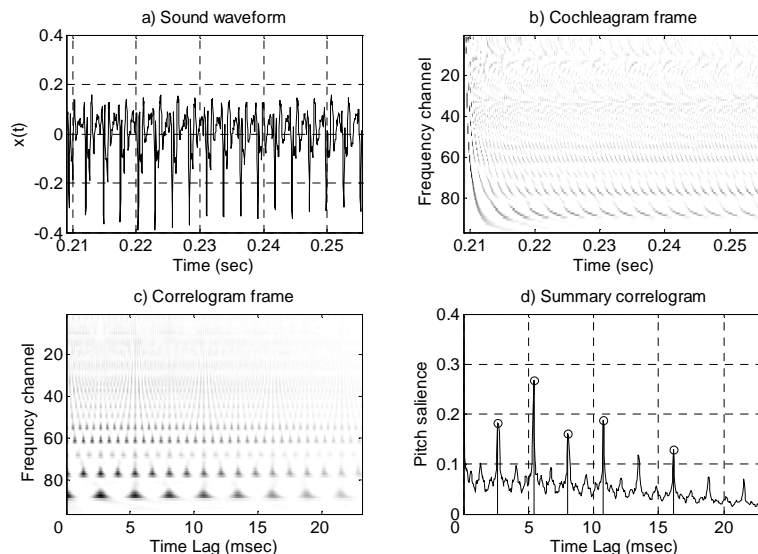 a) Sound waveform
0.4
0.2
0
-0.2
-0.4
x(t)
0.21 0.22 0.23 0.24 0.25
Time (sec)
b) Cochleagram frame
20
40
60
80
Frequency channel
0.21 0.22 0.23 0.24 0.25
Time (sec)
c) Correlogram frame
20
40
60
80
Frequncy channel
0 5 10 15 20
Time Lag (msec)
d) Summary correlogram
0.4
0.3
0.2
0.1
0
Pitch salience
0 5 10 15 20
Time Lag (msec)